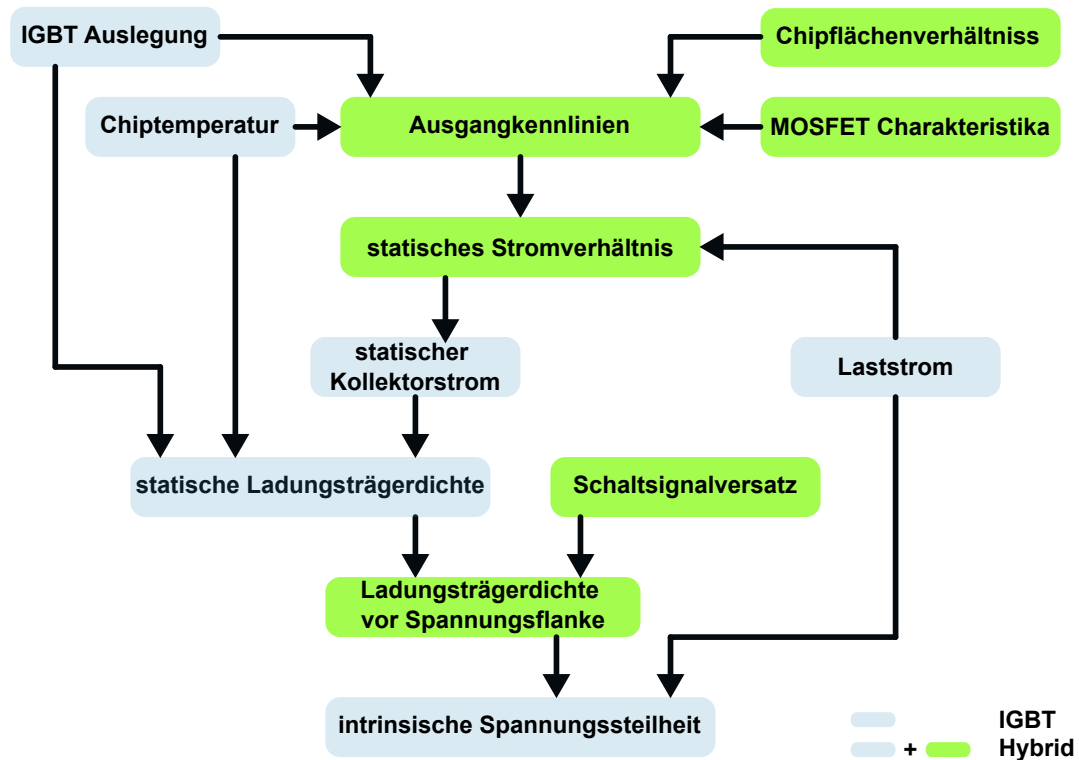 IGBT Auslegung
Chipflächenverhältniss
Chiptemperatur
Ausgangkennlinien
MOSFET Charakteristika
statisches Stromverhältnis
statischer
Kollektorstrom
Laststrom
statische Ladungsträgerdichte
Schaltsignalversatz
Ladungsträgerdichte
vor Spannungsflanke
intrinsische Spannungssteilheit
IGBT
+ Hybrid